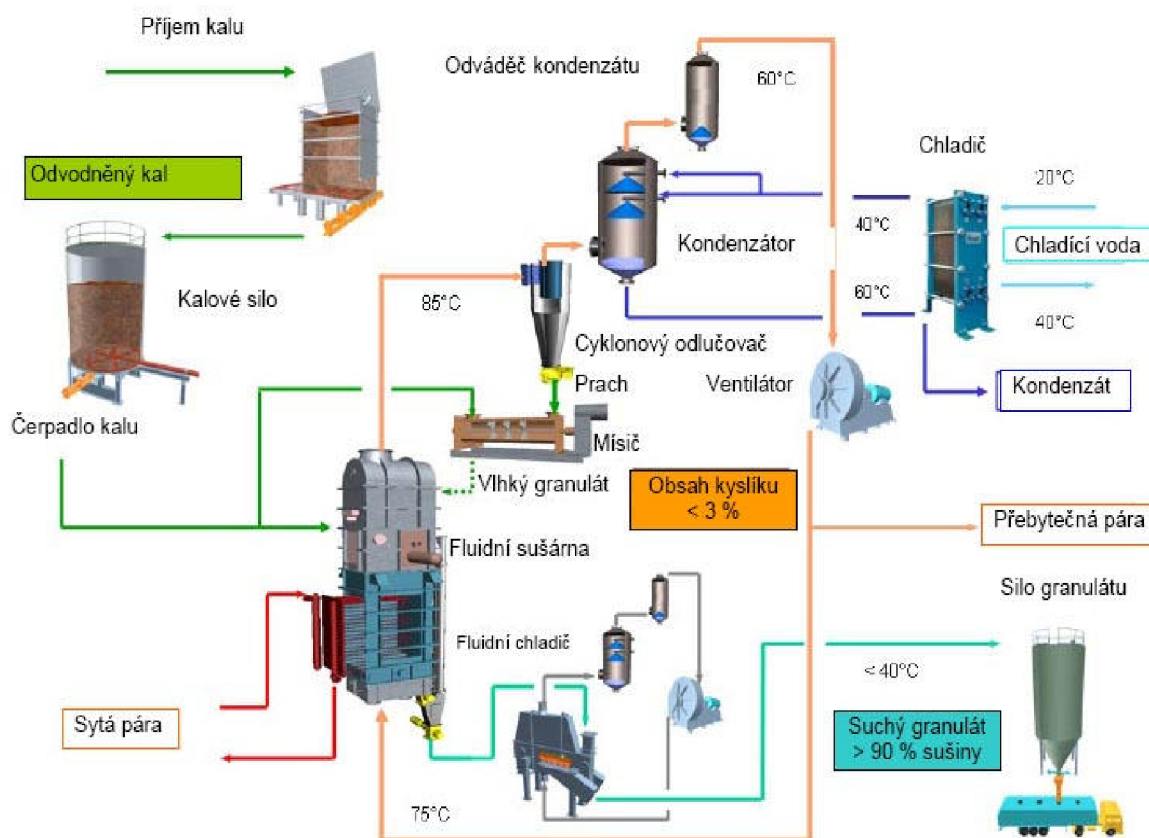 Příjem kalu
Odváděč kondenzátu
60°C
Chladič
Odvodněný kal
20°C
40°C
Chladící voda
Kondenzátor
Kalové silo
85°C
60°C
40°C
Cyklonový odlučovač
Prach
Ventilátor
Kondenzát
Čerpadlo kalu
Mísič
Vlhký granulát
Obsah kyslíku
< 3 %
Přebytečná pára
Fluidní sušárna
Silo granulátu
Fluidní chladič
<40°C
Sytá pára
Suchý granulát
> 90 % sušiny
75°C